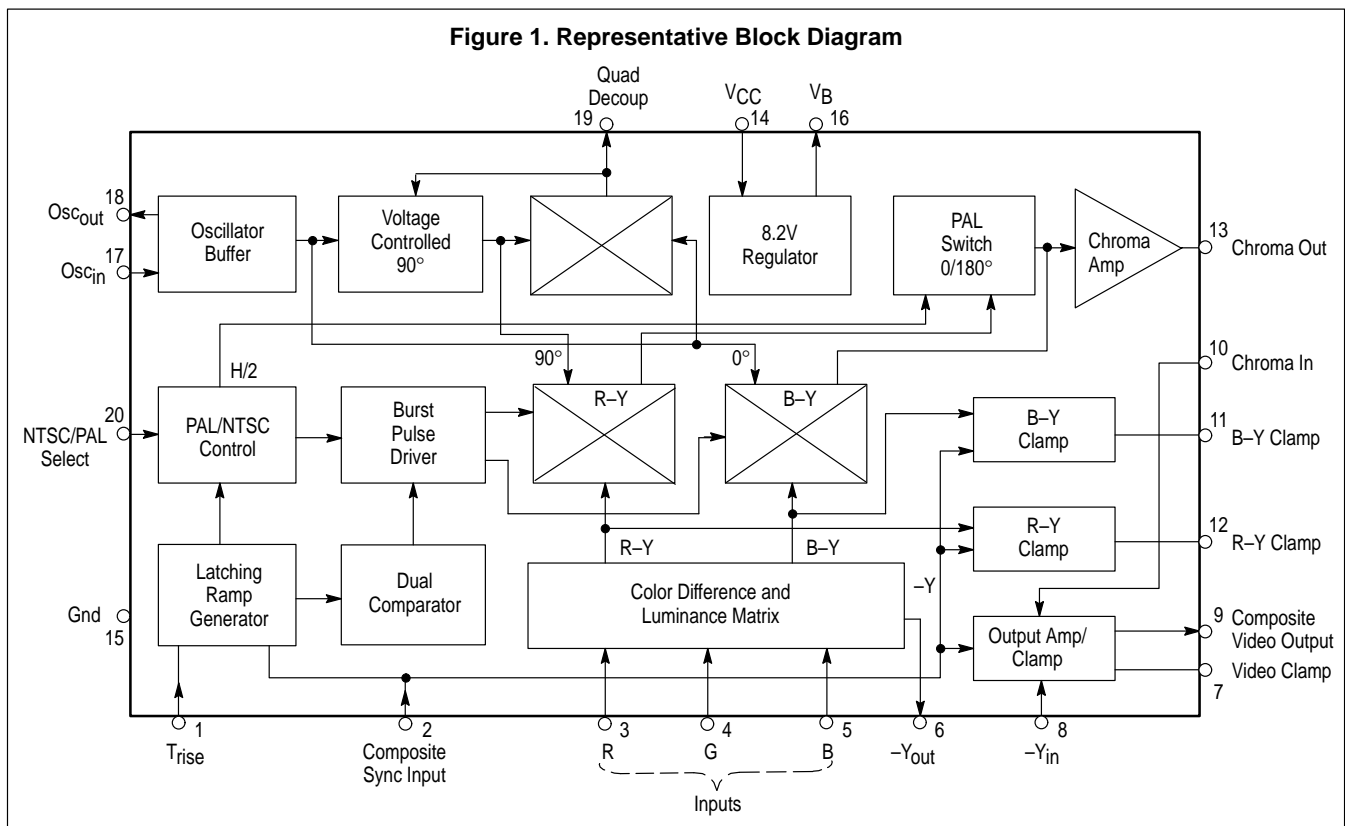 Figure 1. Representative Block Diagram
Quad
Decoup
19
VCC
14
VB
16
18
Oscout
17
Oscin
Oscillator
Buffer
Voltage
Controlled
90°
8.2V
Regulator
PAL
Switch
0/180°
Chroma
Amp
13
Chroma Out
10
Chroma In
H/2
90°
0°
20
NTSC/PAL
Select
PAL/NTSC
Control
Burst
Pulse
Driver
R–Y
B–Y
B–Y
Clamp
11
B–Y Clamp
R–Y
B–Y
R–Y
Clamp
12
R–Y Clamp
Gnd
15
Latching
Ramp
Generator
Dual
Comparator
Color Difference and
Luminance Matrix
–Y
Output Amp/
Clamp
9
Composite
Video Output
Video Clamp
7
1
Trise
2
Composite
Sync Input
3
R
4
G
5
B
6
–Yout
8
–Yin
Inputs